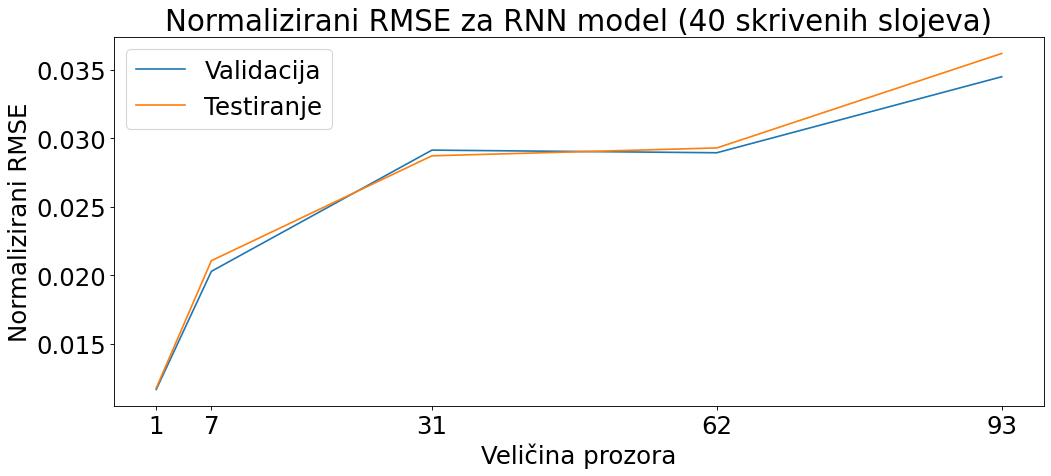 Normalizirani RMSE za RNN model (40 skrivenih slojeva)
Validacija
Testiranje
Normalizirani RMSE
0.035
0.030
0.025
0.020
0.015
1 7 31 62 93
Veličina prozora